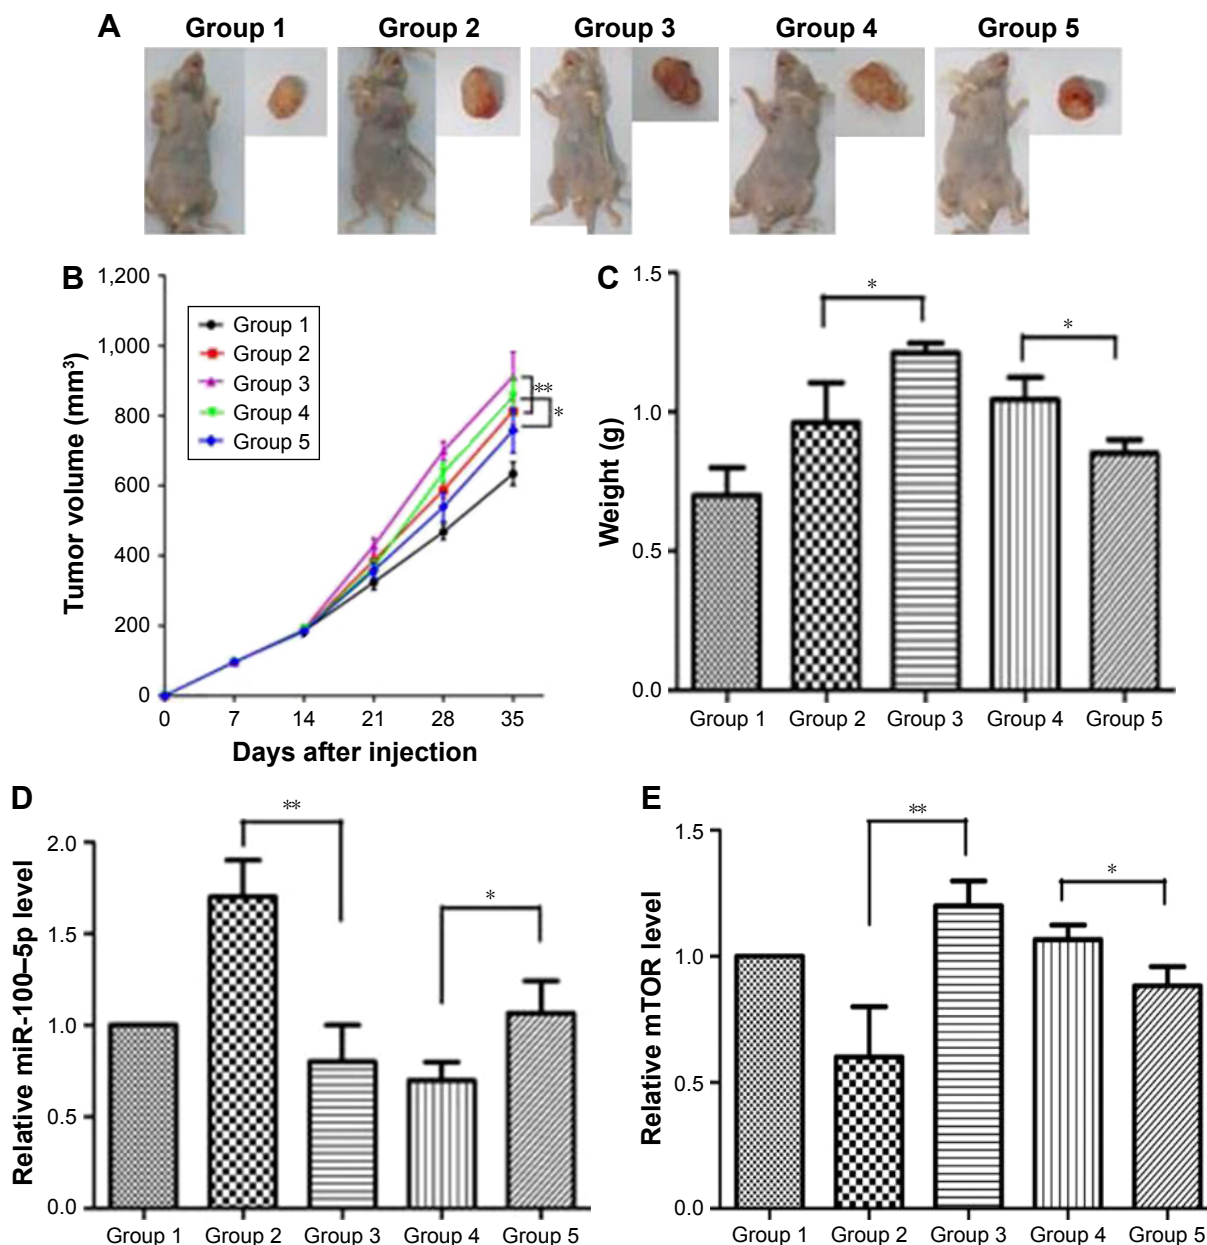 A
Group 1
Group 2
Group 3
Group 4
Group 5
B
1,200
1,000
800
600
400
200
0
Tumor volume (mm³)
Group 1
Group 2
Group 3
Group 4
Group 5
**
*
0 7 14 21 28 35
Days after injection
C
1.5
1.0
0.5
0.0
Weight (g)
*
*
Group 1 Group 2 Group 3 Group 4 Group 5
D
2.0
1.5
1.0
0.5
0.0
Relative miR-100–5p level
**
*
Group 1 Group 2 Group 3 Group 4 Group 5
E
1.5
1.0
0.5
0.0
Relative mTOR level
**
*
Group 1 Group 2 Group 3 Group 4 Group 5